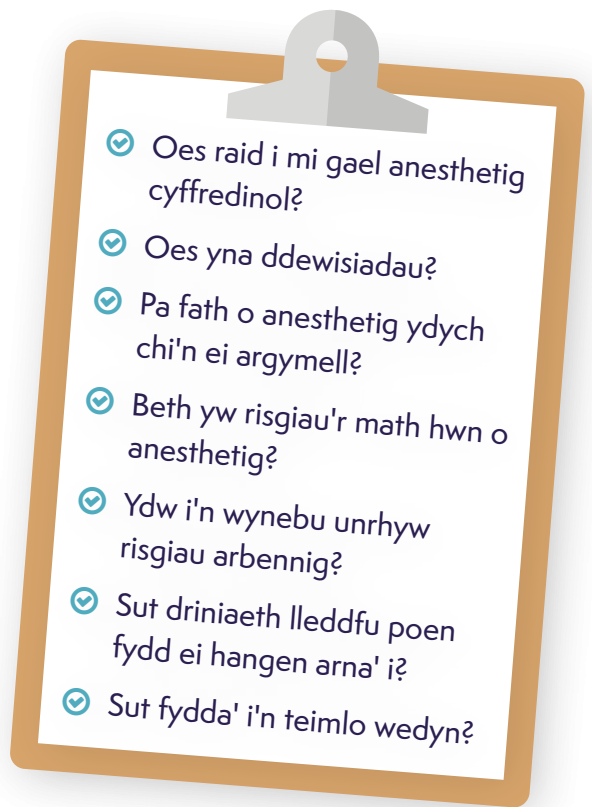 Oes raid i mi gael anesthetig
cyffredinol?
Oes yna ddewisiadau?
Pa fath o anesthetig ydych
chi'n ei argymell?
Beth yw risgiau'r math hwn o
anesthetig?
Ydw i'n wynebu unrhyw
risgiau arbennig?
Sut driniaeth lleddfu poen
fydd ei hangen arna' i?
Sut fydda' i'n teimlo wedyn?